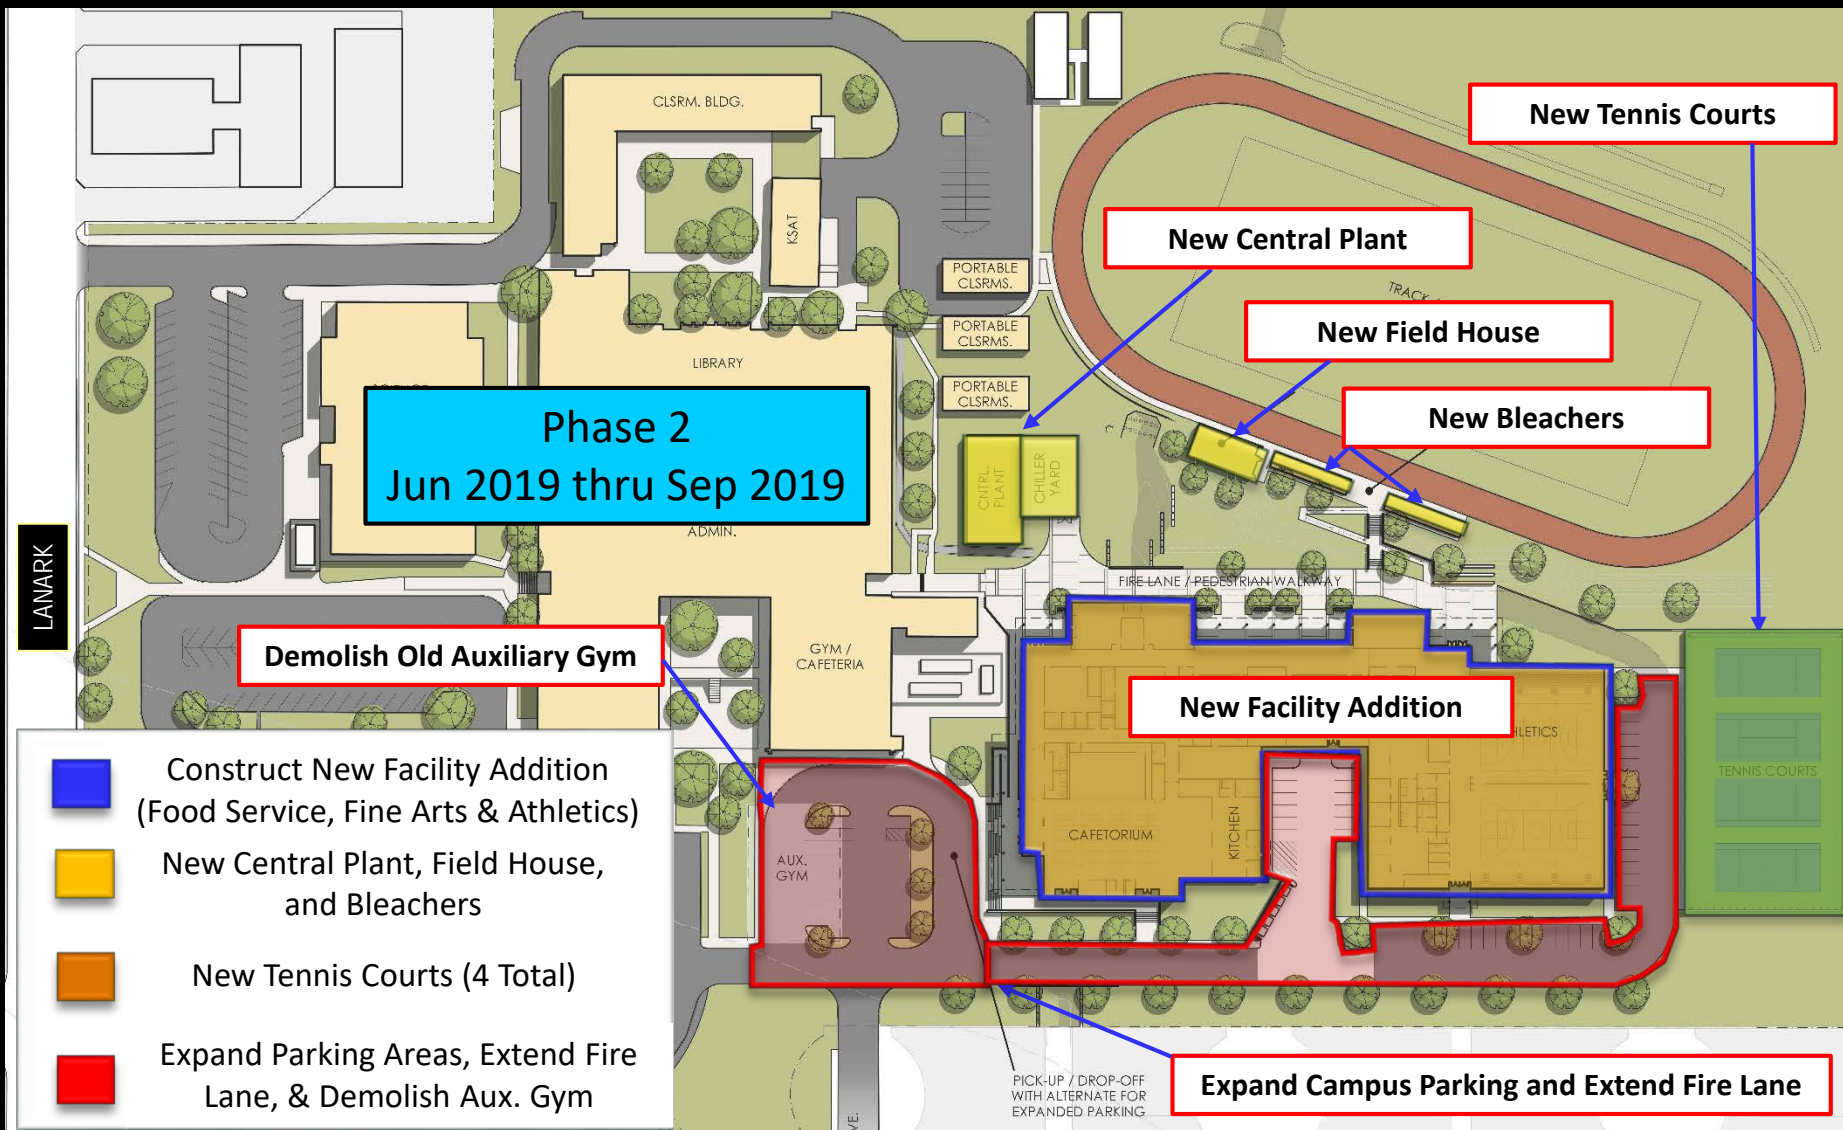 CLSRM. BLDG.
New Tennis Courts
KSAT
New Central Plant
PORTABLE
CLSRMS.
TRACK
PORTABLE
CLSRMS.
New Field House
LIBRARY
PORTABLE
CLSRMS.
New Bleachers
Phase 2
Jun 2019 thru Sep 2019
CNTRL.
PLANT
CHILLER
YARD
ADMIN.
LANARK
FIRE LANE / PEDESTRIAN WALKWAY
Demolish Old Auxiliary Gym
GYM /
CAFETERIA
New Facility Addition
TENNIS COURTS
Construct New Facility Addition
(Food Service, Fine Arts & Athletics)
CAFETORIUM
KITCHEN
AUX.
GYM
New Central Plant, Field House,
and Bleachers
New Tennis Courts (4 Total)
Expand Parking Areas, Extend Fire
Lane, & Demolish Aux. Gym
PICK-UP / DROP-OFF
WITH ALTERNATE FOR
EXPANDED PARKING
Expand Campus Parking and Extend Fire Lane